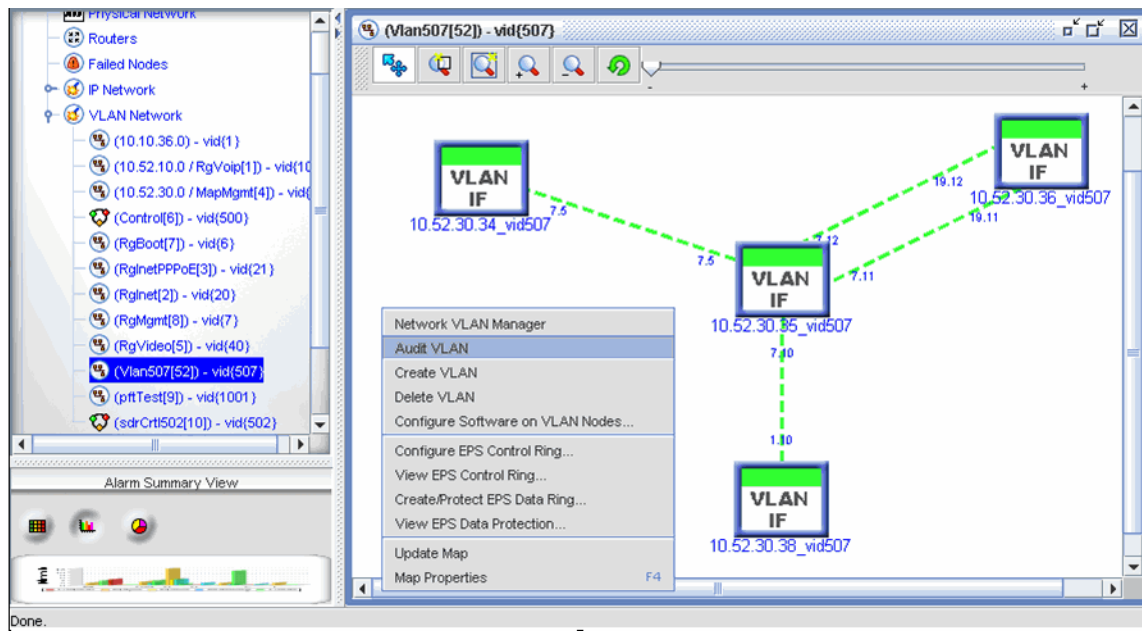 Physical Network
Routers
Failed Nodes
IP Network
VLAN Network
(10.10.36.0) - vid{1}
(10.52.10.0 / RgVoip[1]) - vid{10
(10.52.30.0 / MapMgmt[4]) - vid{
(Control[6]) - vid{500}
(RgBoot[7]) - vid{6}
(RgInetPPPoE[3]) - vid{21}
(RgInet[2]) - vid{20}
(RgMgmt[8]) - vid{7}
(RgVideo[5]) - vid{40}
(Vlan507[52]) - vid{507}
(pftTest[9]) - vid{1001}
(sdrCrtl502[10]) - vid{502}
Alarm Summary View
Done.
(Vlan507[52]) - vid{507}
- +
VLAN IF
10.52.30.34_vid507
VLAN IF
10.52.30.36_vid507
VLAN IF
10.52.30.35_vid507
VLAN IF
10.52.30.38_vid507
7.5
7.5
19.12
19.11
7.12
7.11
7.10
1.10
Network VLAN Manager
Audit VLAN
Create VLAN
Delete VLAN
Configure Software on VLAN Nodes...
Configure EPS Control Ring...
View EPS Control Ring...
Create/Protect EPS Data Ring...
View EPS Data Protection...
Update Map
Map Properties F4